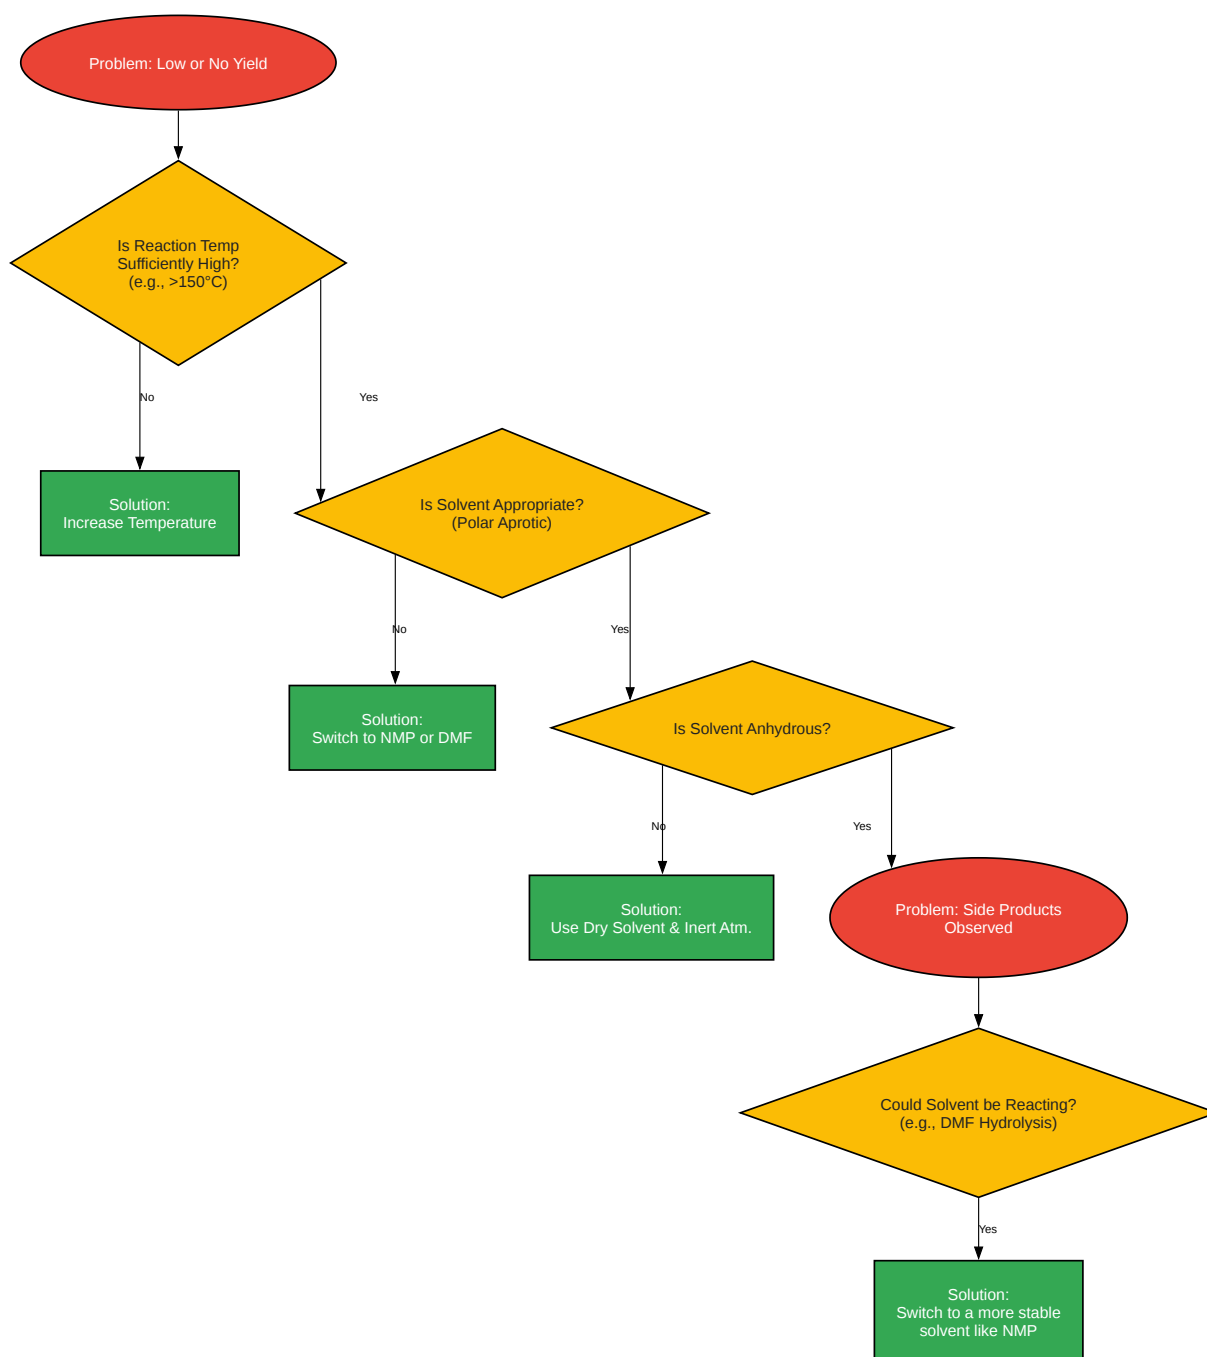 Problem: Low or No Yield
Is Reaction Temp
Sufficiently High?
(e.g., >150°C)
No
Yes
Solution:
Increase Temperature
Is Solvent Appropriate?
(Polar Aprotic)
No
Yes
Solution:
Switch to NMP or DMF
Is Solvent Anhydrous?
No
Yes
Solution:
Use Dry Solvent & Inert Atm.
Problem: Side Products
Observed
Could Solvent be Reacting?
(e.g., DMF Hydrolysis)
Yes
Solution:
Switch to a more stable
solvent like NMP